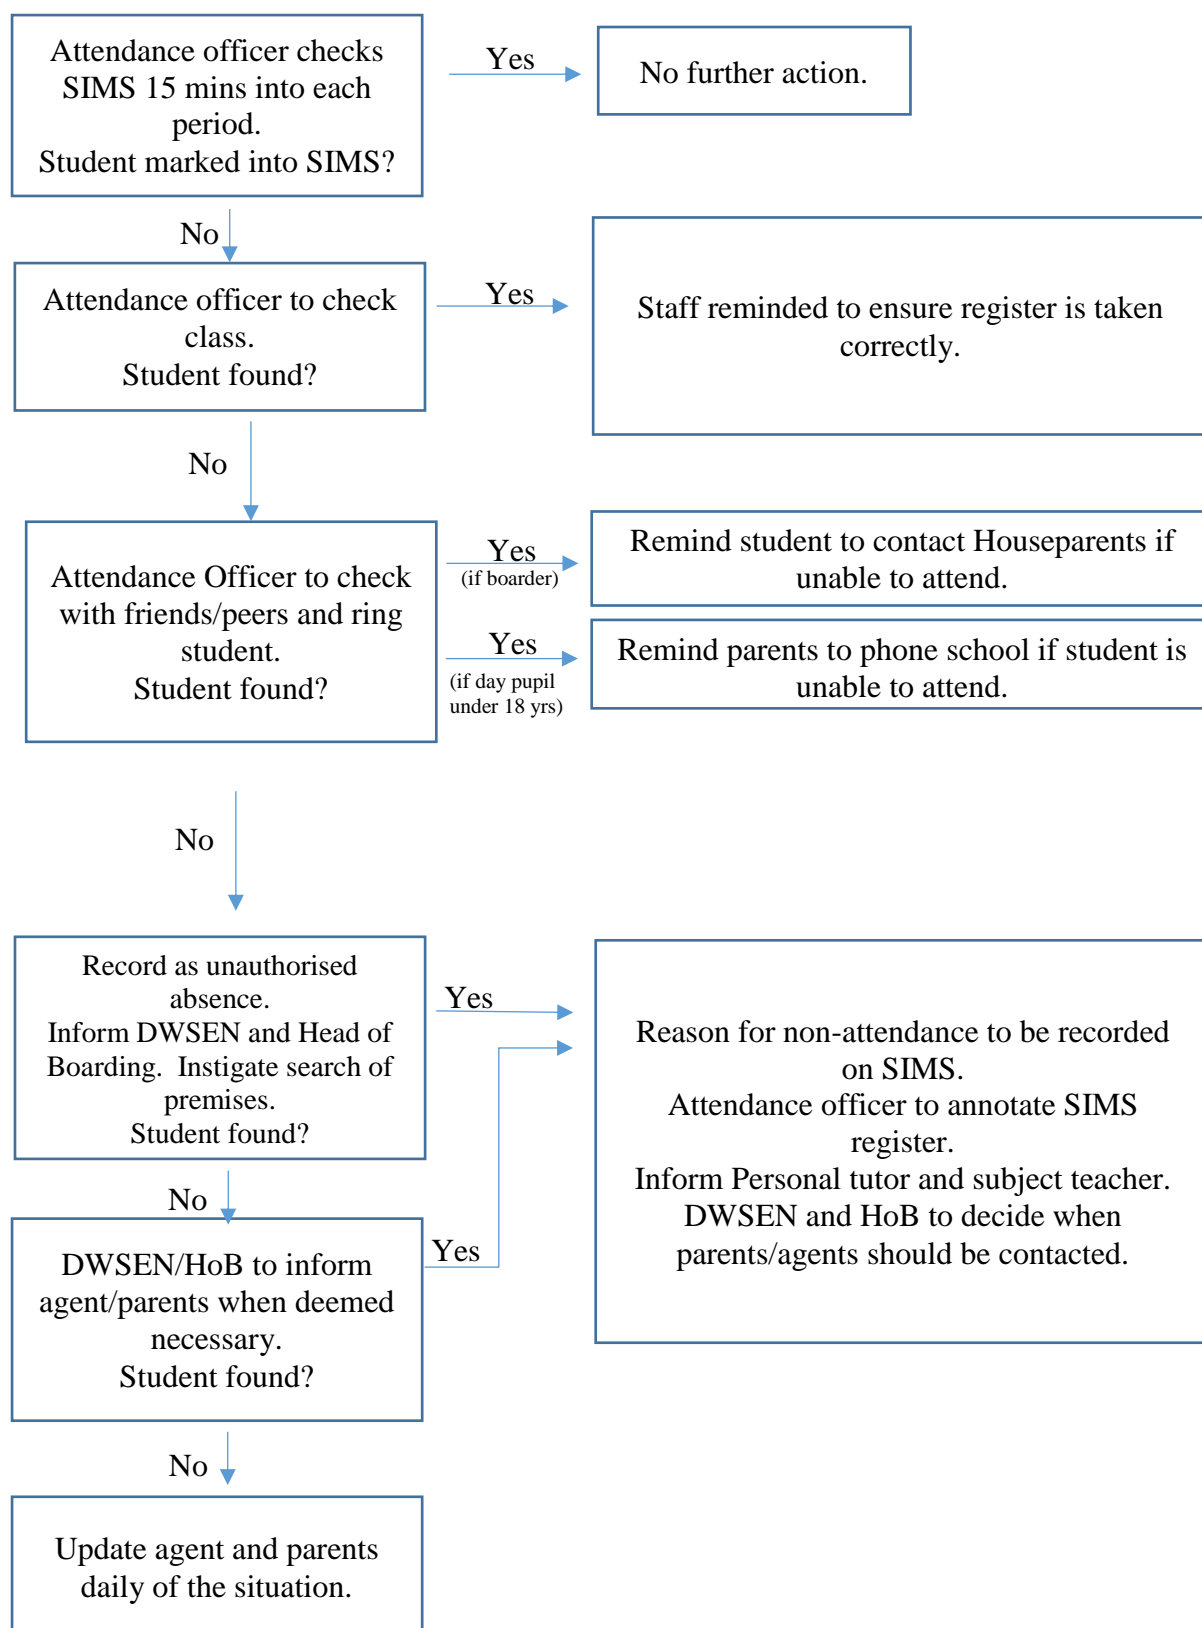 Attendance officer checks
SIMS 15 mins into each
period.
Student marked into SIMS?
Yes
No further action.
No
Attendance officer to check
class.
Student found?
Yes
Staff reminded to ensure register is taken
correctly.
No
Attendance Officer to check
with friends/peers and ring
student.
Student found?
Yes
(if boarder)
Remind student to contact Houseparents if
unable to attend.
Yes
(if day pupil
under 18 yrs)
Remind parents to phone school if student is
unable to attend.
No
Record as unauthorised
absence.
Inform DWSEN and Head of
Boarding.  Instigate search of
premises.
Student found?
Yes
Reason for non-attendance to be recorded
on SIMS.
Attendance officer to annotate SIMS
register.
Inform Personal tutor and subject teacher.
DWSEN and HoB to decide when
parents/agents should be contacted.
No
DWSEN/HoB to inform
agent/parents when deemed
necessary.
Student found?
Yes
No
Update agent and parents
daily of the situation.